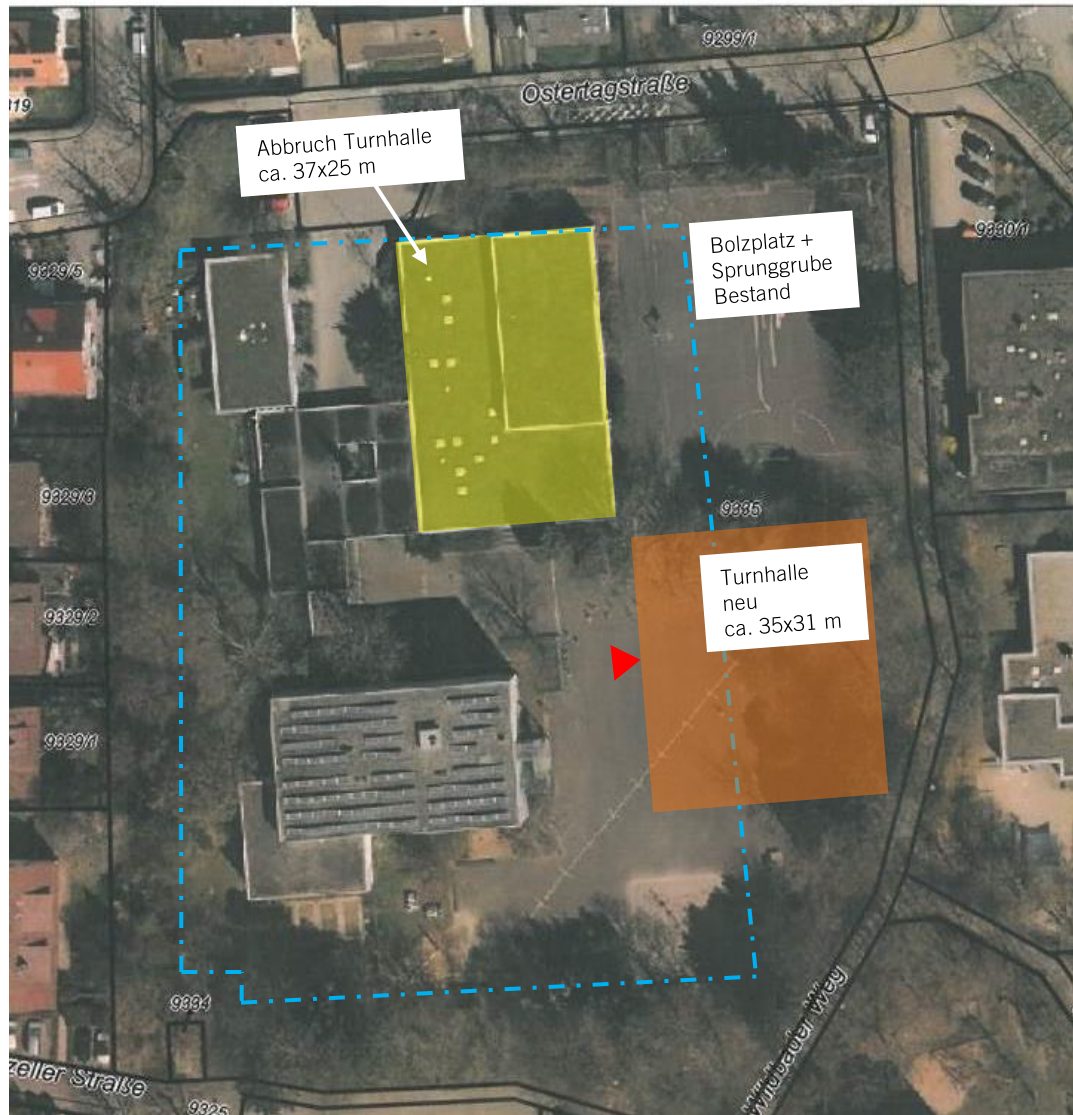 9299/1
Ostertagstraße
Abbruch Turnhalle
ca. 37x25 m
9330/1
Bolzplatz +
Sprunggrube
Bestand
9329/5
9329/3
9335
Turnhalle
neu
ca. 35x31 m
9329/2
9329/1
9334
zeller Straße
9325
Wildbader Weg